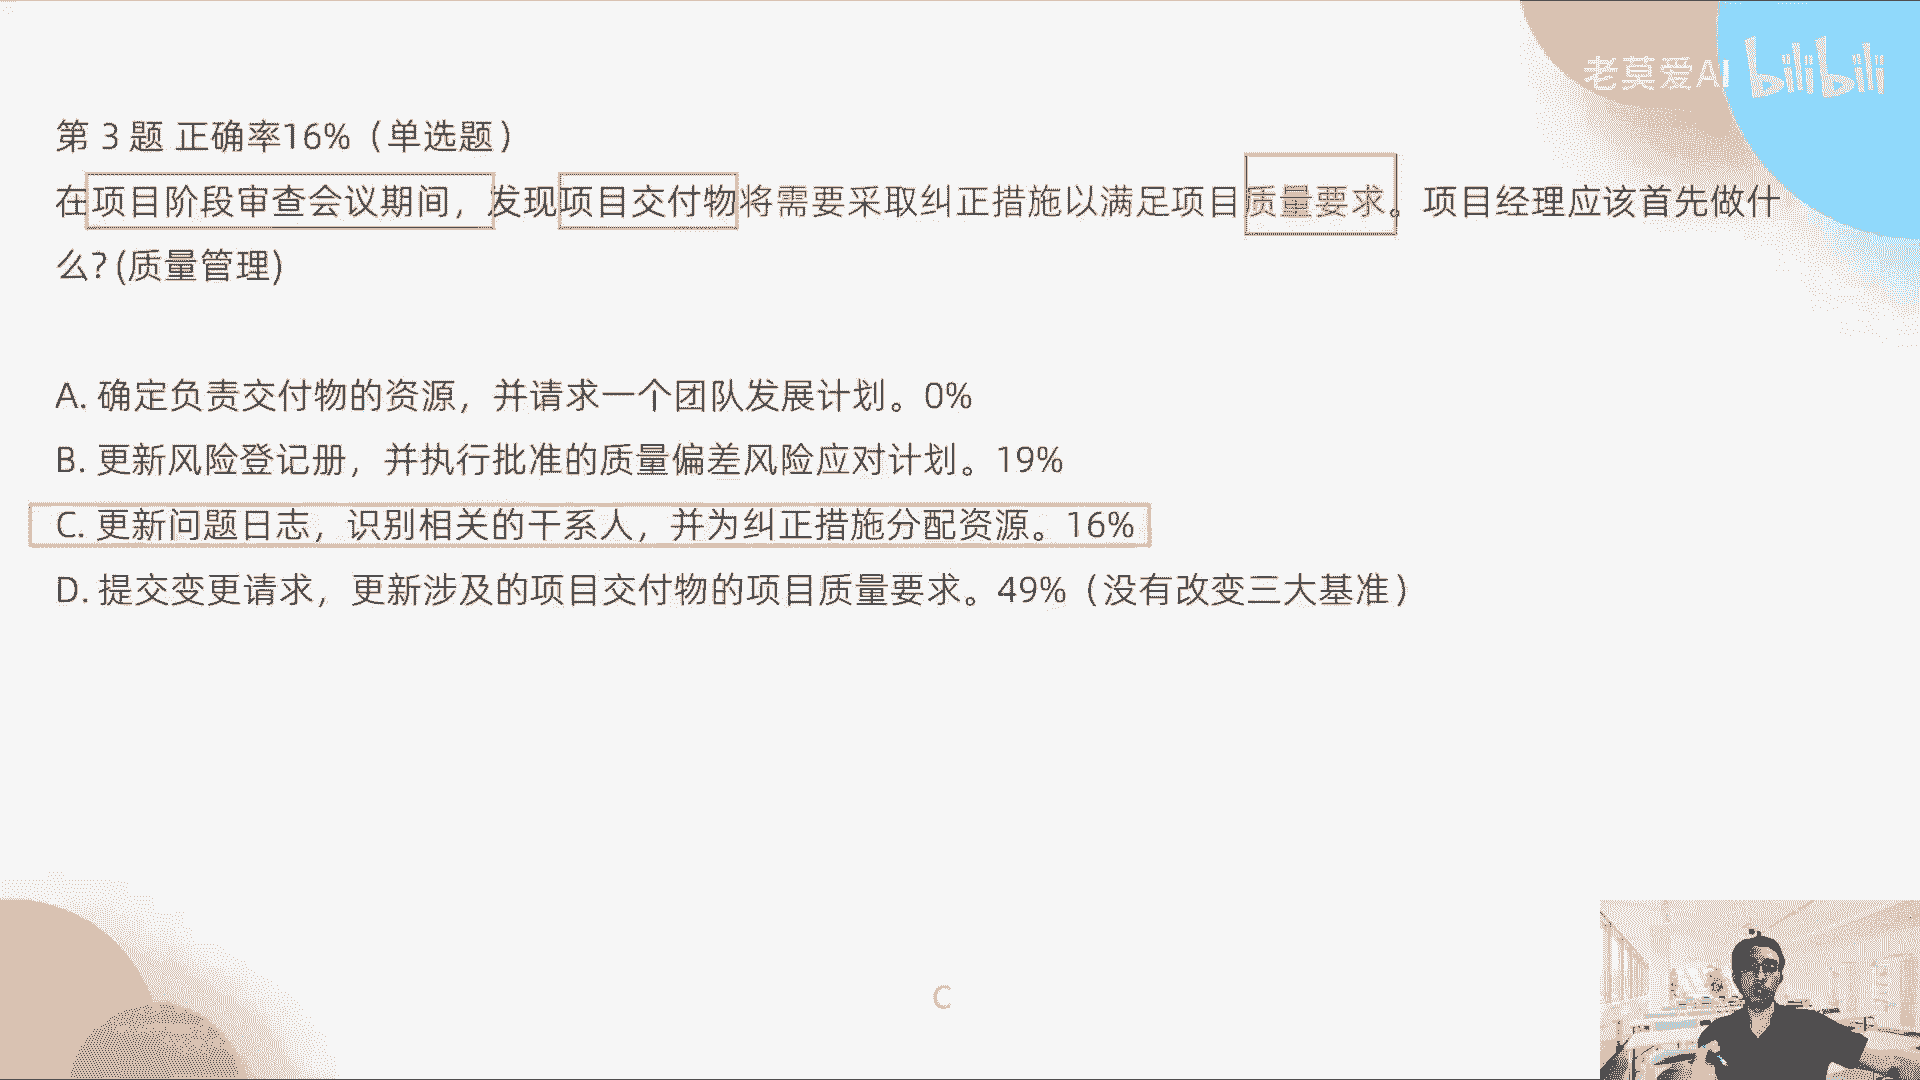 老莫爱AI bilibili
第 3 题 正确率16%（单选题）
在项目阶段审查会议期间，发现项目交付物将需要采取纠正措施以满足项目质量要求。项目经理应该首先做什
么? (质量管理)
A. 确定负责交付物的资源，并请求一个团队发展计划。0%
B. 更新风险登记册，并执行批准的质量偏差风险应对计划。19%
C. 更新问题日志，识别相关的干系人，并为纠正措施分配资源。16%
D. 提交变更请求，更新涉及的项目交付物的项目质量要求。49%（没有改变三大基准）
C